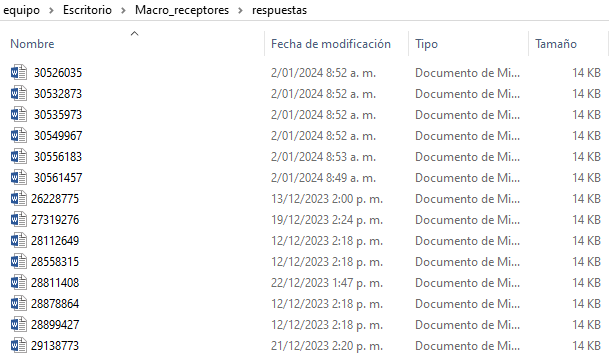 equipo > Escritorio > Macro_receptores > respuestas
Nombre Fecha de modificación Tipo Tamaño
30526035 2/01/2024 8:52 a. m. Documento de Mi... 14 KB
30532873 2/01/2024 8:52 a. m. Documento de Mi... 14 KB
30535973 2/01/2024 8:52 a. m. Documento de Mi... 14 KB
30549967 2/01/2024 8:52 a. m. Documento de Mi... 14 KB
30556183 2/01/2024 8:53 a. m. Documento de Mi... 14 KB
30561457 2/01/2024 8:49 a. m. Documento de Mi... 14 KB
26228775 13/12/2023 2:00 p. m. Documento de Mi... 14 KB
27319276 19/12/2023 2:24 p. m. Documento de Mi... 14 KB
28112649 12/12/2023 2:18 p. m. Documento de Mi... 14 KB
28558315 12/12/2023 2:18 p. m. Documento de Mi... 14 KB
28811408 22/12/2023 1:47 p. m. Documento de Mi... 14 KB
28878864 12/12/2023 2:18 p. m. Documento de Mi... 14 KB
28899427 12/12/2023 2:18 p. m. Documento de Mi... 14 KB
29138773 21/12/2023 2:20 p. m. Documento de Mi... 14 KB